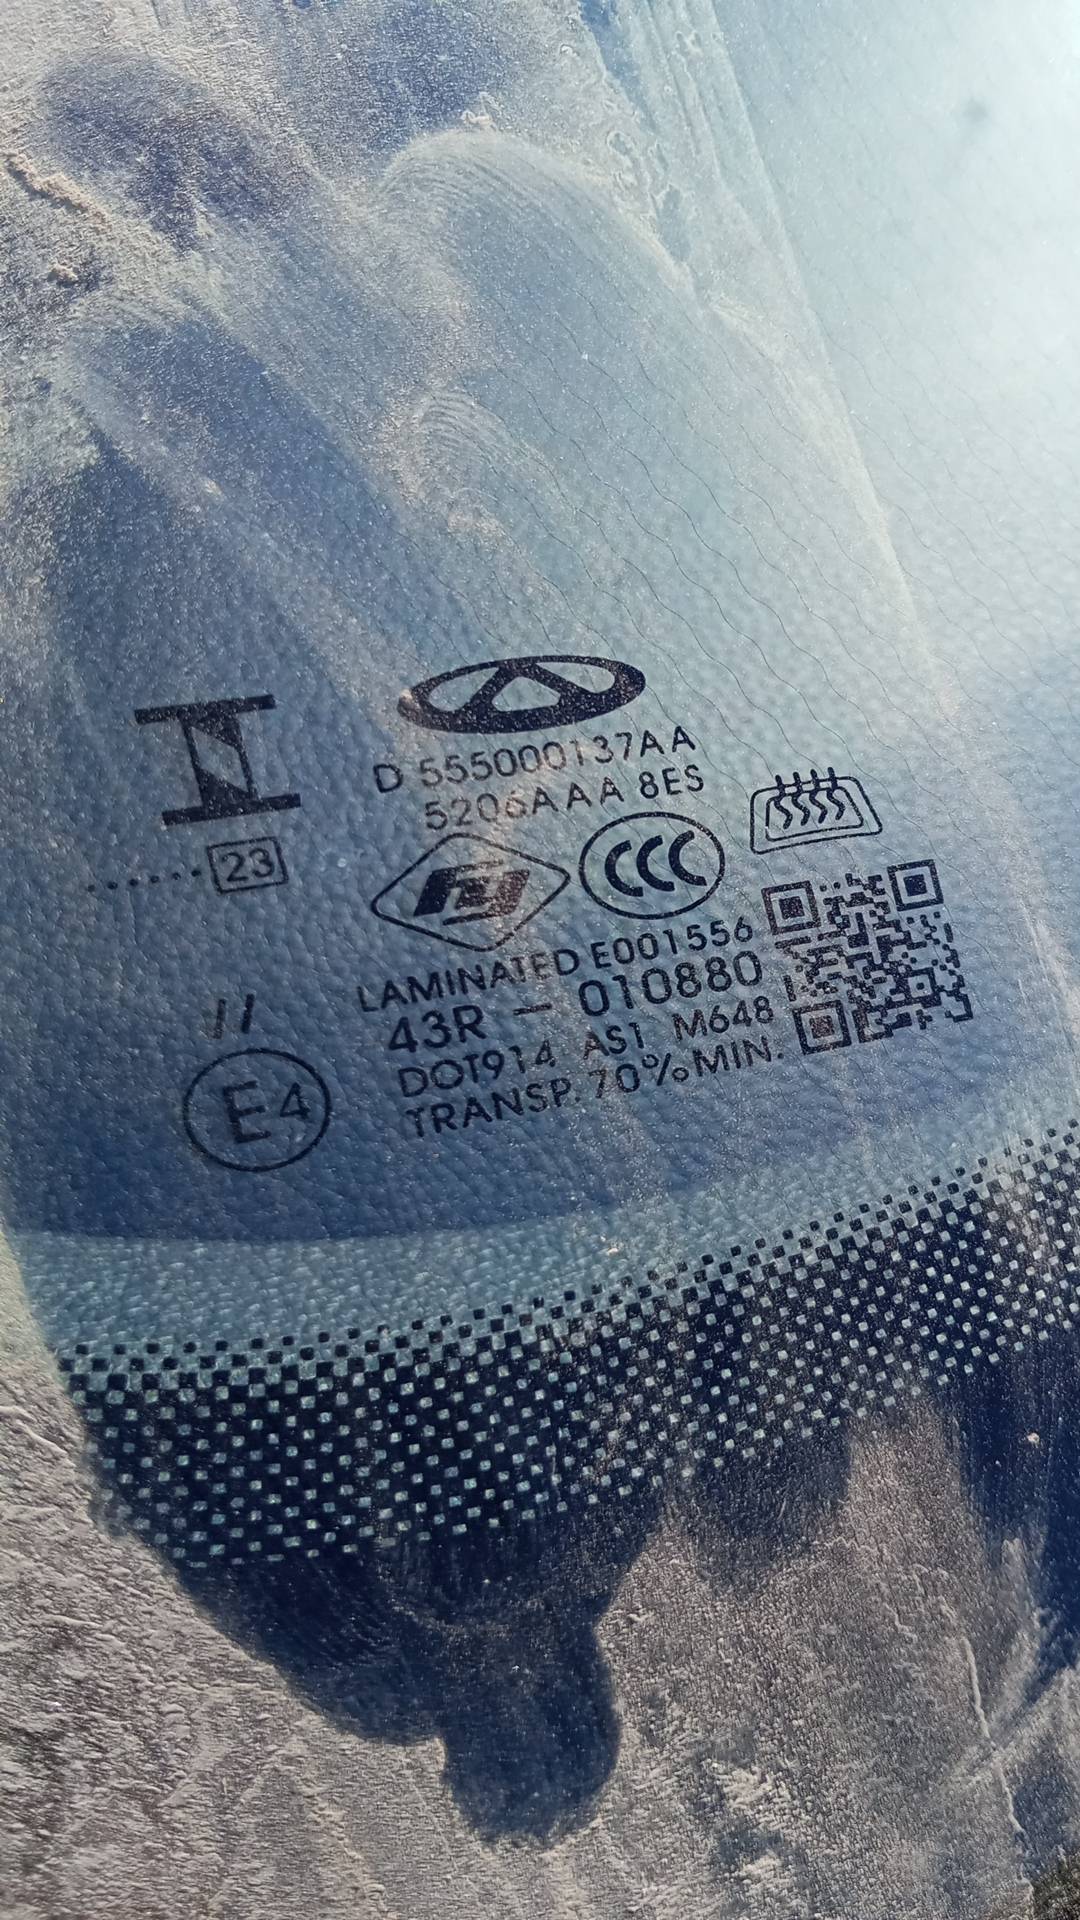 D 555000137AA
5206AAA 8ES
......23
CCC
LAMINATED E001556
43R - 010880
DOT914 AS1 M648
TRANSP. 70% MIN.
//
E4